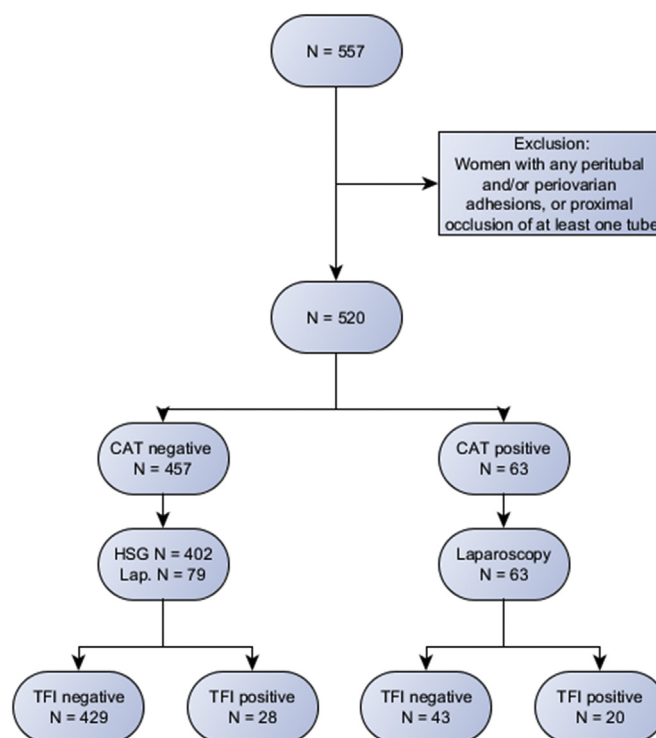 N = 557
Exclusion:
Women with any peritubal
and/or periovarian
adhesions, or proximal
occlusion of at least one tube
N = 520
CAT negative
N = 457
CAT positive
N = 63
HSG N = 402
Lap. N = 79
Laparoscopy
N = 63
TFI negative
N = 429
TFI positive
N = 28
TFI negative
N = 43
TFI positive
N = 20